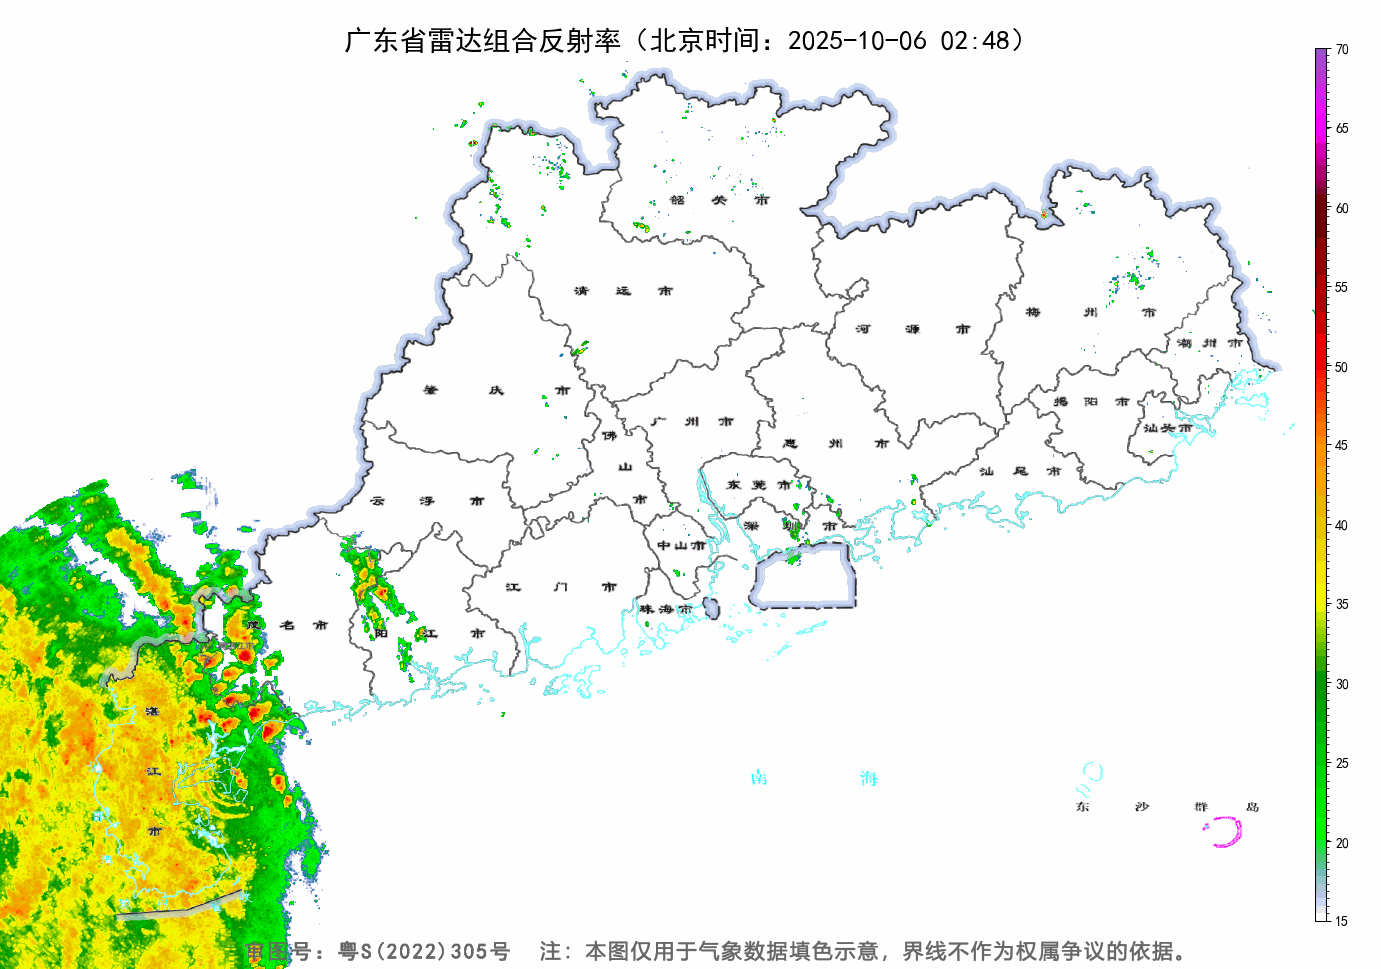 广东省雷达组合反射率（北京时间：2025-10-06 02:48）
70
65
60
55
50
45
40
35
30
25
20
15
韶关市
清远市
河源市
梅州市
潮州市
肇庆市
广州市
揭阳市
汕头市
佛山市
惠州市
汕尾市
云浮市
东莞市
深圳市
中山市
江门市
珠海市
茂名市
阳江市
湛江市
南海
东沙群岛
审图号：粤S(2022)305号 注：本图仅用于气象数据填色示意，界线不作为权属争议的依据。